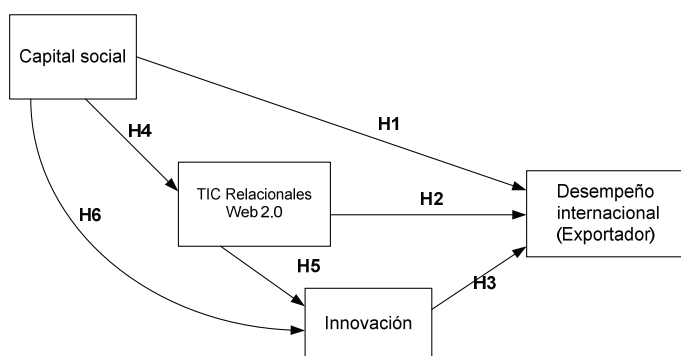 Capital social
H1
H4
TIC Relacionales
Web 2.0
H2
Desempeño
internacional
(Exportador)
H6
H5
H3
Innovación